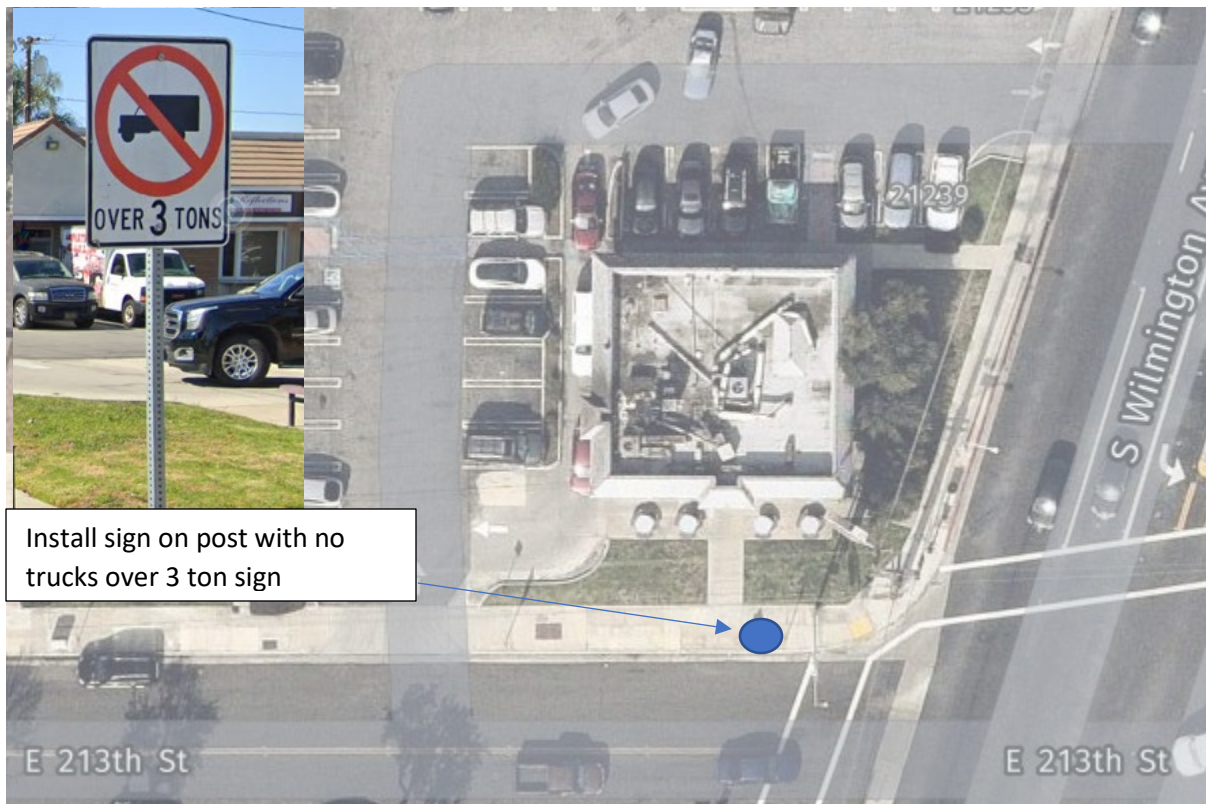 21255
OVER 3 TONS
Reflections
21239
S Wilmington Av
Install sign on post with no
trucks over 3 ton sign
E 213th St
E 213th St